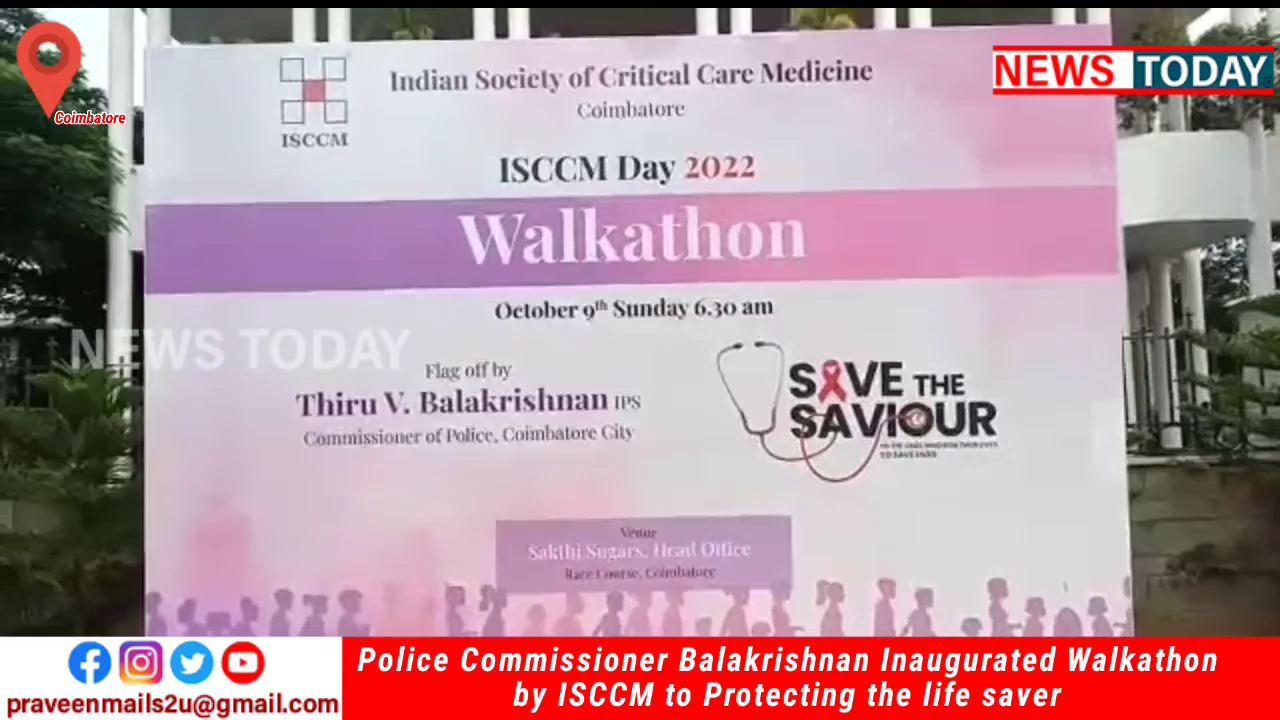 Coimbatore
NEWS TODAY
ISCCM
Indian Society of Critical Care Medicine
Coimbatore
ISCCM Day 2022
Walkathon
October 9th Sunday 6.30 am
NEWS TODAY
Flag off by
Thiru V. Balakrishnan IPS
Commissioner of Police, Coimbatore City
SAVE THE
SAVIOUR
TO SAVE LIVES
Venue
Sakthi Sugars, Head Office
Race Course, Coimbatore
praveenmails2u@gmail.com
Police Commissioner Balakrishnan Inaugurated Walkathon
by ISCCM to Protecting the life saver